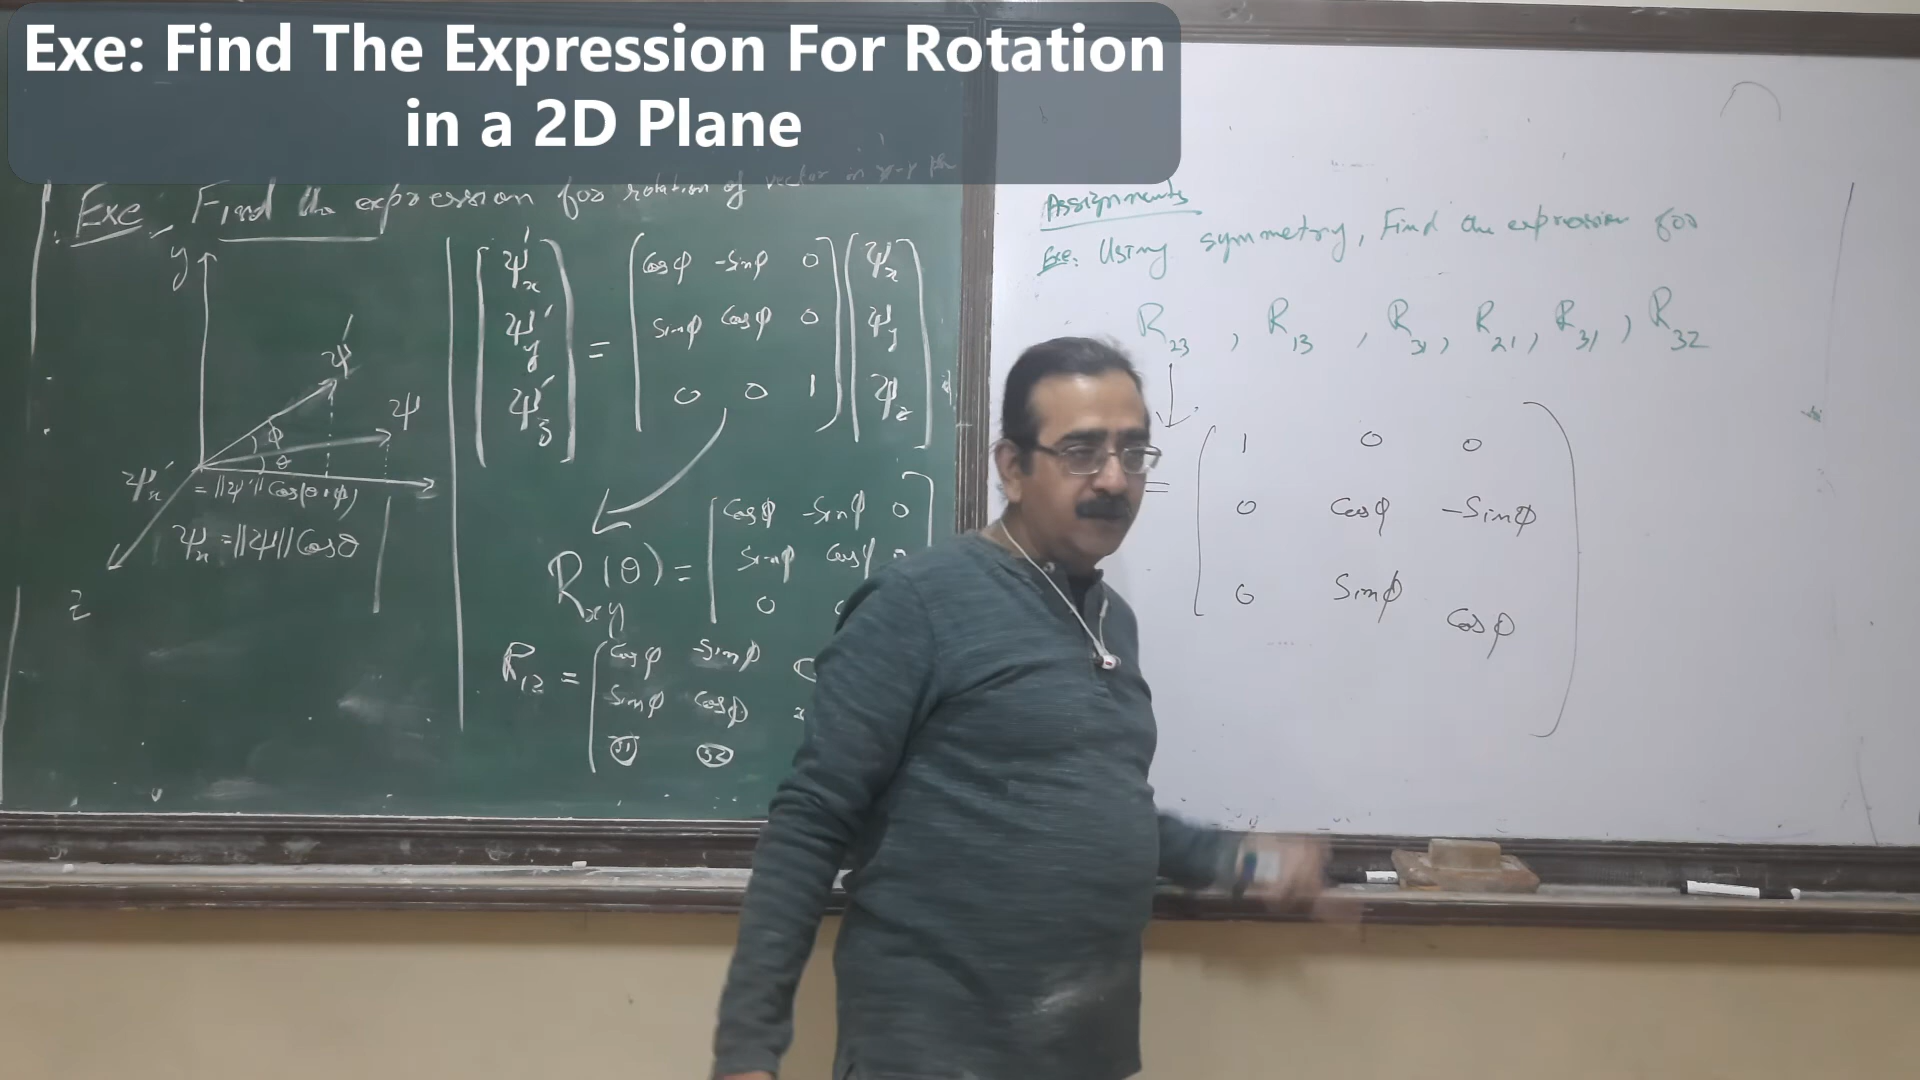 Exe: Find The Expression For Rotation
in a 2D Plane
Exe. Find the expression for rotation of vector in x-y
y
ψ'
ψ
φ
θ
ψ'x = ||ψ'|| Cos(θ+φ)
ψx = ||ψ|| Cosθ
z
ψ'x Cosφ -Sinφ 0 ψx
ψ'y = Sinφ Cosφ 0 ψy
ψ'z 0 0 1 ψz
Cosφ -Sinφ 0
Rxy(θ) = Sinφ Cosφ 0
0
Cosφ -Sinφ
R12 = Sinφ Cosφ
31 32
Assignments
Exe: Using symmetry, Find the expression for
R23 , R13 , R31, R21, R31, R32
1 0 0
= 0 Cosφ -Sinφ
0 Sinφ Cosφ